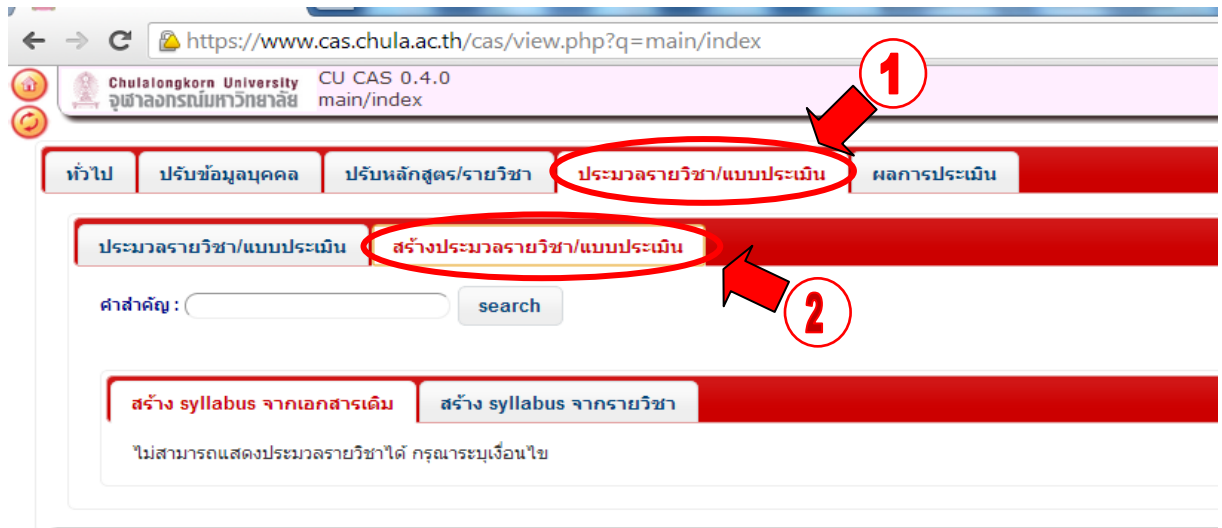 https://www.cas.chula.ac.th/cas/view.php?q=main/index
Chulalongkorn University CU CAS 0.4.0
จุฬาลงกรณ์มหาวิทยาลัย main/index
1
ทั่วไป ปรับข้อมูลบุคคล ปรับหลักสูตร/รายวิชา ประมวลรายวิชา/แบบประเมิน ผลการประเมิน
ประมวลรายวิชา/แบบประเมิน สร้างประมวลรายวิชา/แบบประเมิน
คำสำคัญ : search
2
สร้าง syllabus จากเอกสารเดิม สร้าง syllabus จากรายวิชา
ไม่สามารถแสดงประมวลรายวิชาได้ กรุณาระบุเงื่อนไข